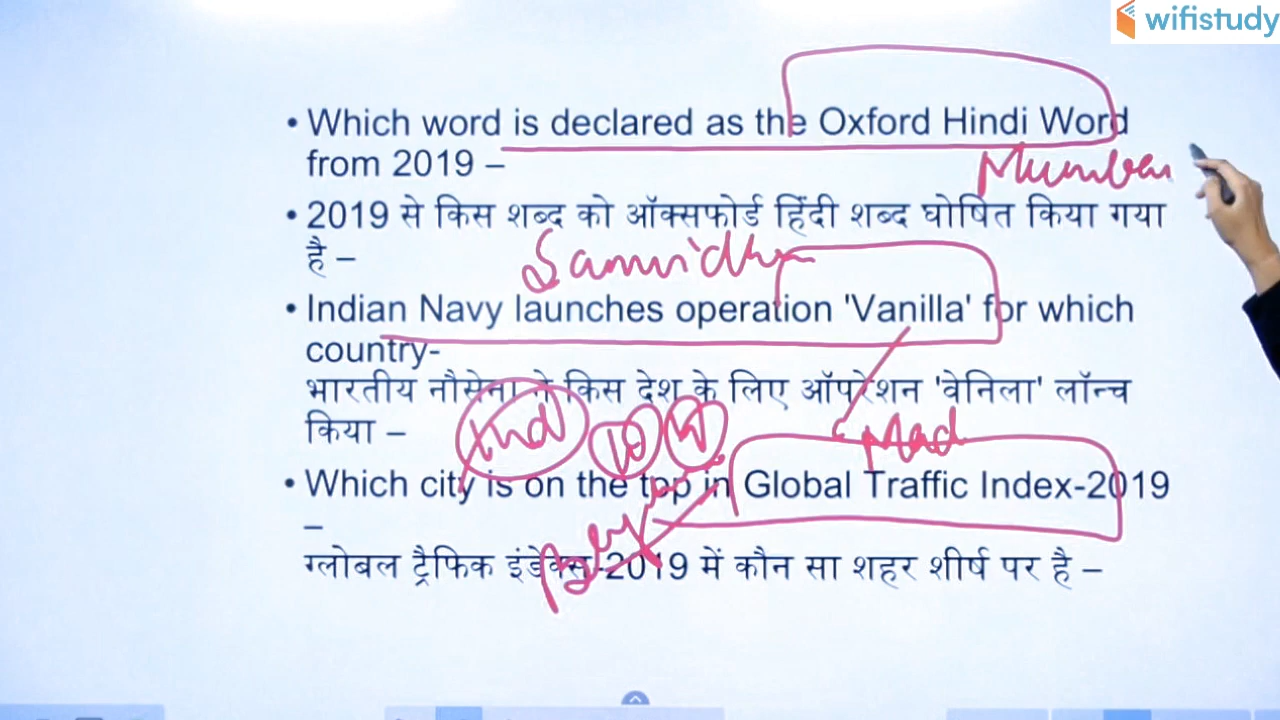 wifistudy
• Which word is declared as the Oxford Hindi Word
from 2019 –
Mumbai
• 2019 से किस शब्द को ऑक्सफोर्ड हिंदी शब्द घोषित किया गया
है –
Samvidhan
• Indian Navy launches operation 'Vanilla' for which
country-
भारतीय नौसेना ने किस देश के लिए ऑपरेशन 'वेनिला' लॉन्च
किया –
Mad
• Which city is on the top in Global Traffic Index-2019
–
ग्लोबल ट्रैफिक इंडेक्स-2019 में कौन सा शहर शीर्ष पर है –